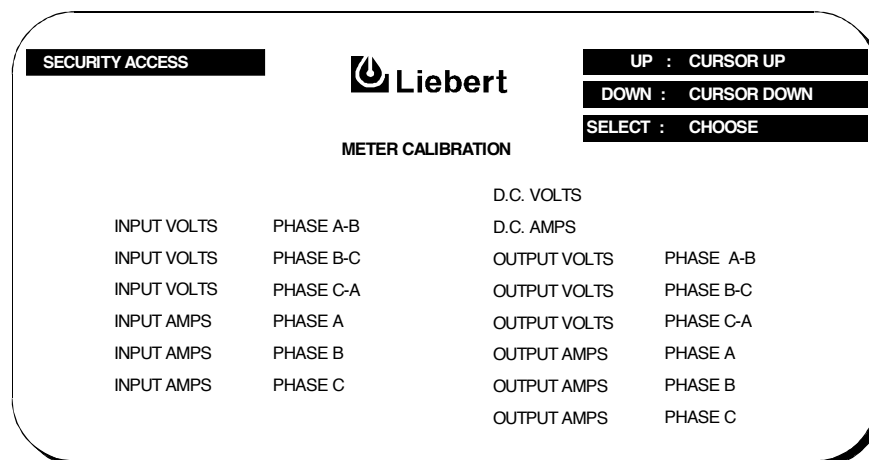 SECURITY ACCESS
Liebert
UP : CURSOR UP
DOWN : CURSOR DOWN
SELECT : CHOOSE
METER CALIBRATION
INPUT VOLTS PHASE A-B
INPUT VOLTS PHASE B-C
INPUT VOLTS PHASE C-A
INPUT AMPS PHASE A
INPUT AMPS PHASE B
INPUT AMPS PHASE C
D.C. VOLTS
D.C. AMPS
OUTPUT VOLTS PHASE A-B
OUTPUT VOLTS PHASE B-C
OUTPUT VOLTS PHASE C-A
OUTPUT AMPS PHASE A
OUTPUT AMPS PHASE B
OUTPUT AMPS PHASE C